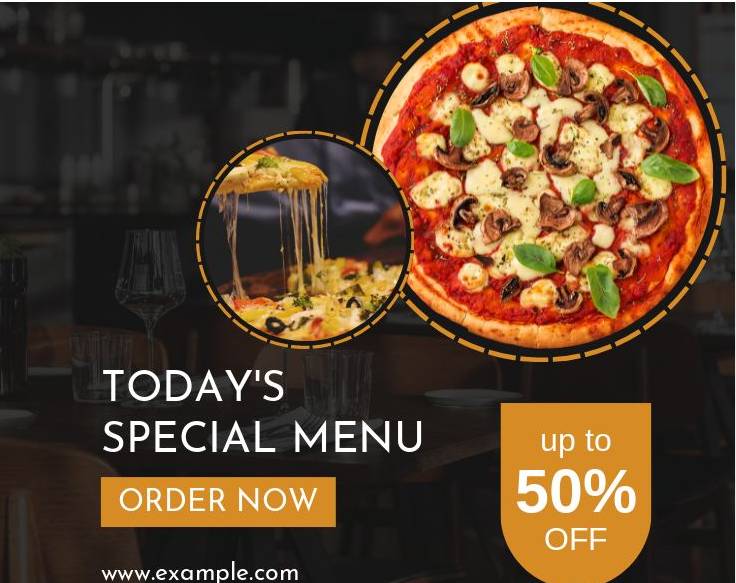 TODAY'S
SPECIAL MENU
ORDER NOW
www.example.com
up to
50%
OFF